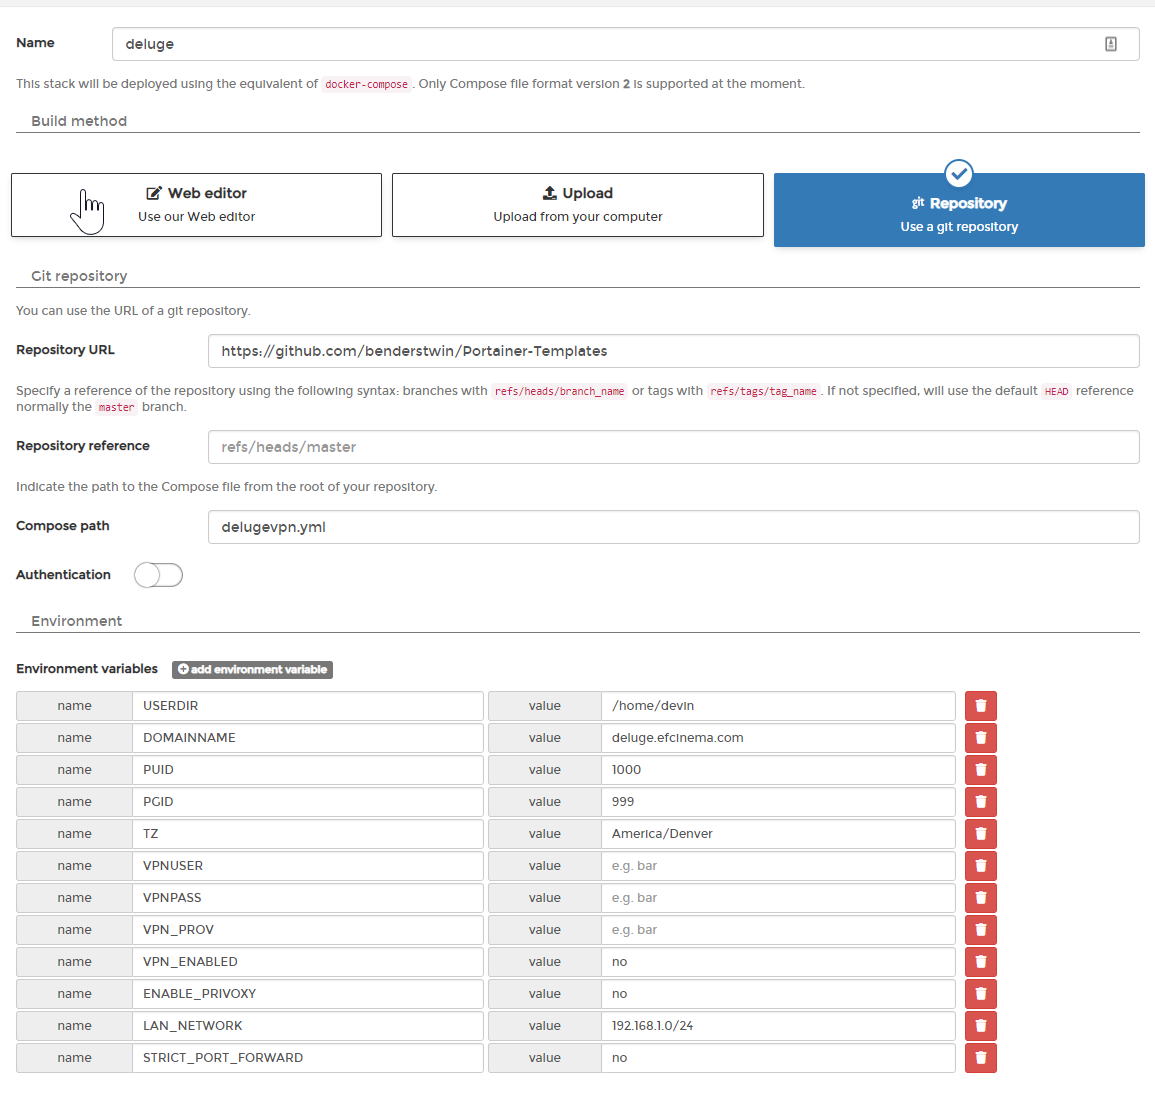 Name deluge
This stack will be deployed using the equivalent of docker-compose . Only Compose file format version 2 is supported at the moment.
Build method
Web editor
Use our Web editor
Upload
Upload from your computer
git Repository
Use a git repository
Git repository
You can use the URL of a git repository.
Repository URL https://github.com/benderstwin/Portainer-Templates
Specify a reference of the repository using the following syntax: branches with refs/heads/branch_name or tags with refs/tags/tag_name . If not specified, will use the default HEAD reference
normally the master branch.
Repository reference refs/heads/master
Indicate the path to the Compose file from the root of your repository.
Compose path delugevpn.yml
Authentication
Environment
Environment variables add environment variable
name USERDIR value /home/devin
name DOMAINNAME value deluge.efcinema.com
name PUID value 1000
name PGID value 999
name TZ value America/Denver
name VPNUSER value e.g. bar
name VPNPASS value e.g. bar
name VPN_PROV value e.g. bar
name VPN_ENABLED value no
name ENABLE_PRIVOXY value no
name LAN_NETWORK value 192.168.1.0/24
name STRICT_PORT_FORWARD value no